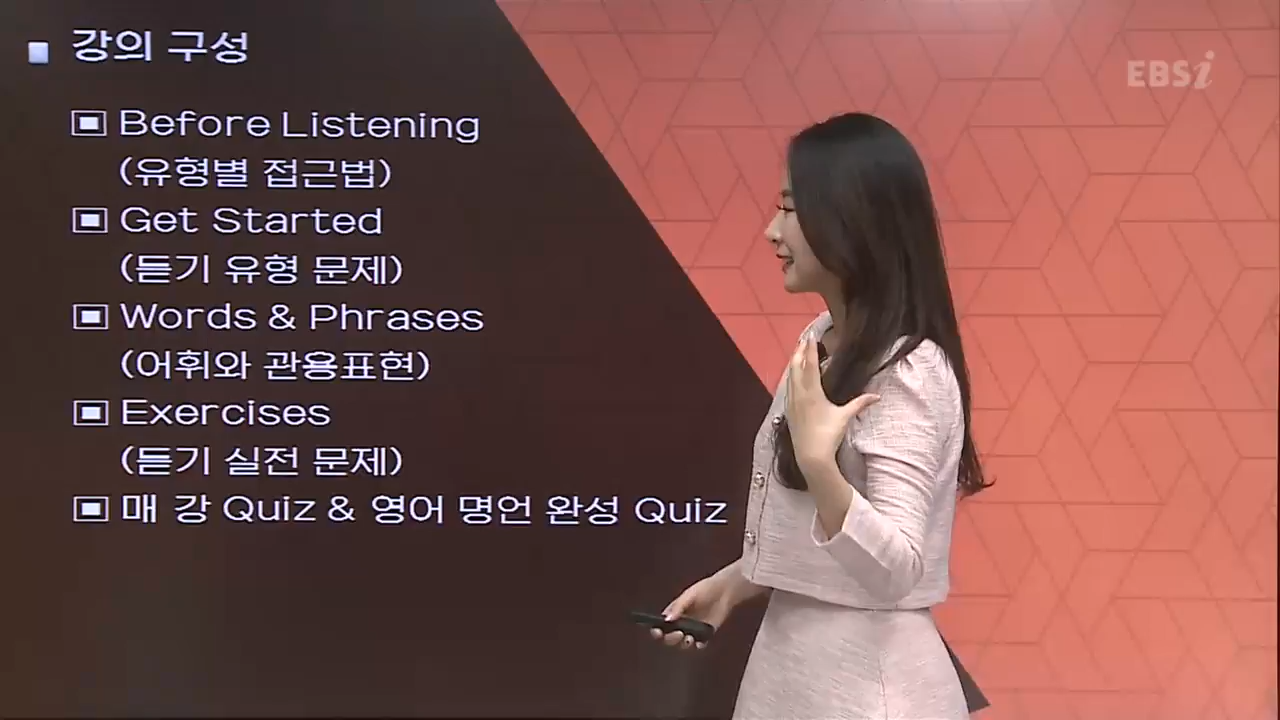 강의 구성
Before Listening
(유형별 접근법)
Get Started
(듣기 유형 문제)
Words & Phrases
(어휘와 관용표현)
Exercises
(듣기 실전 문제)
매 강 Quiz & 영어 명언 완성 Quiz
EBSi